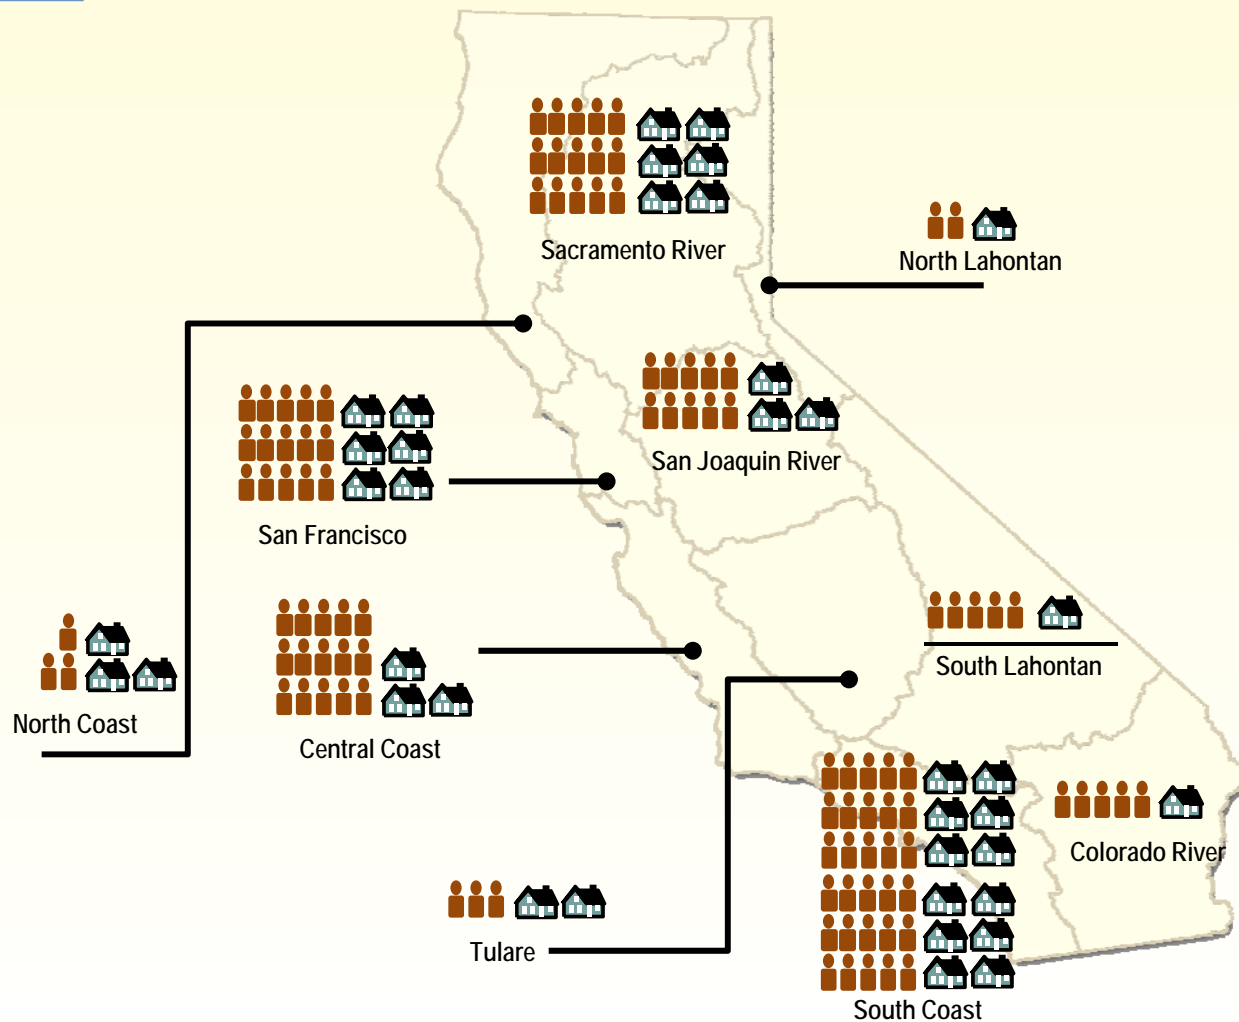 Sacramento River
North Lahontan
San Joaquin River
San Francisco
South Lahontan
North Coast
Central Coast
Colorado River
Tulare
South Coast